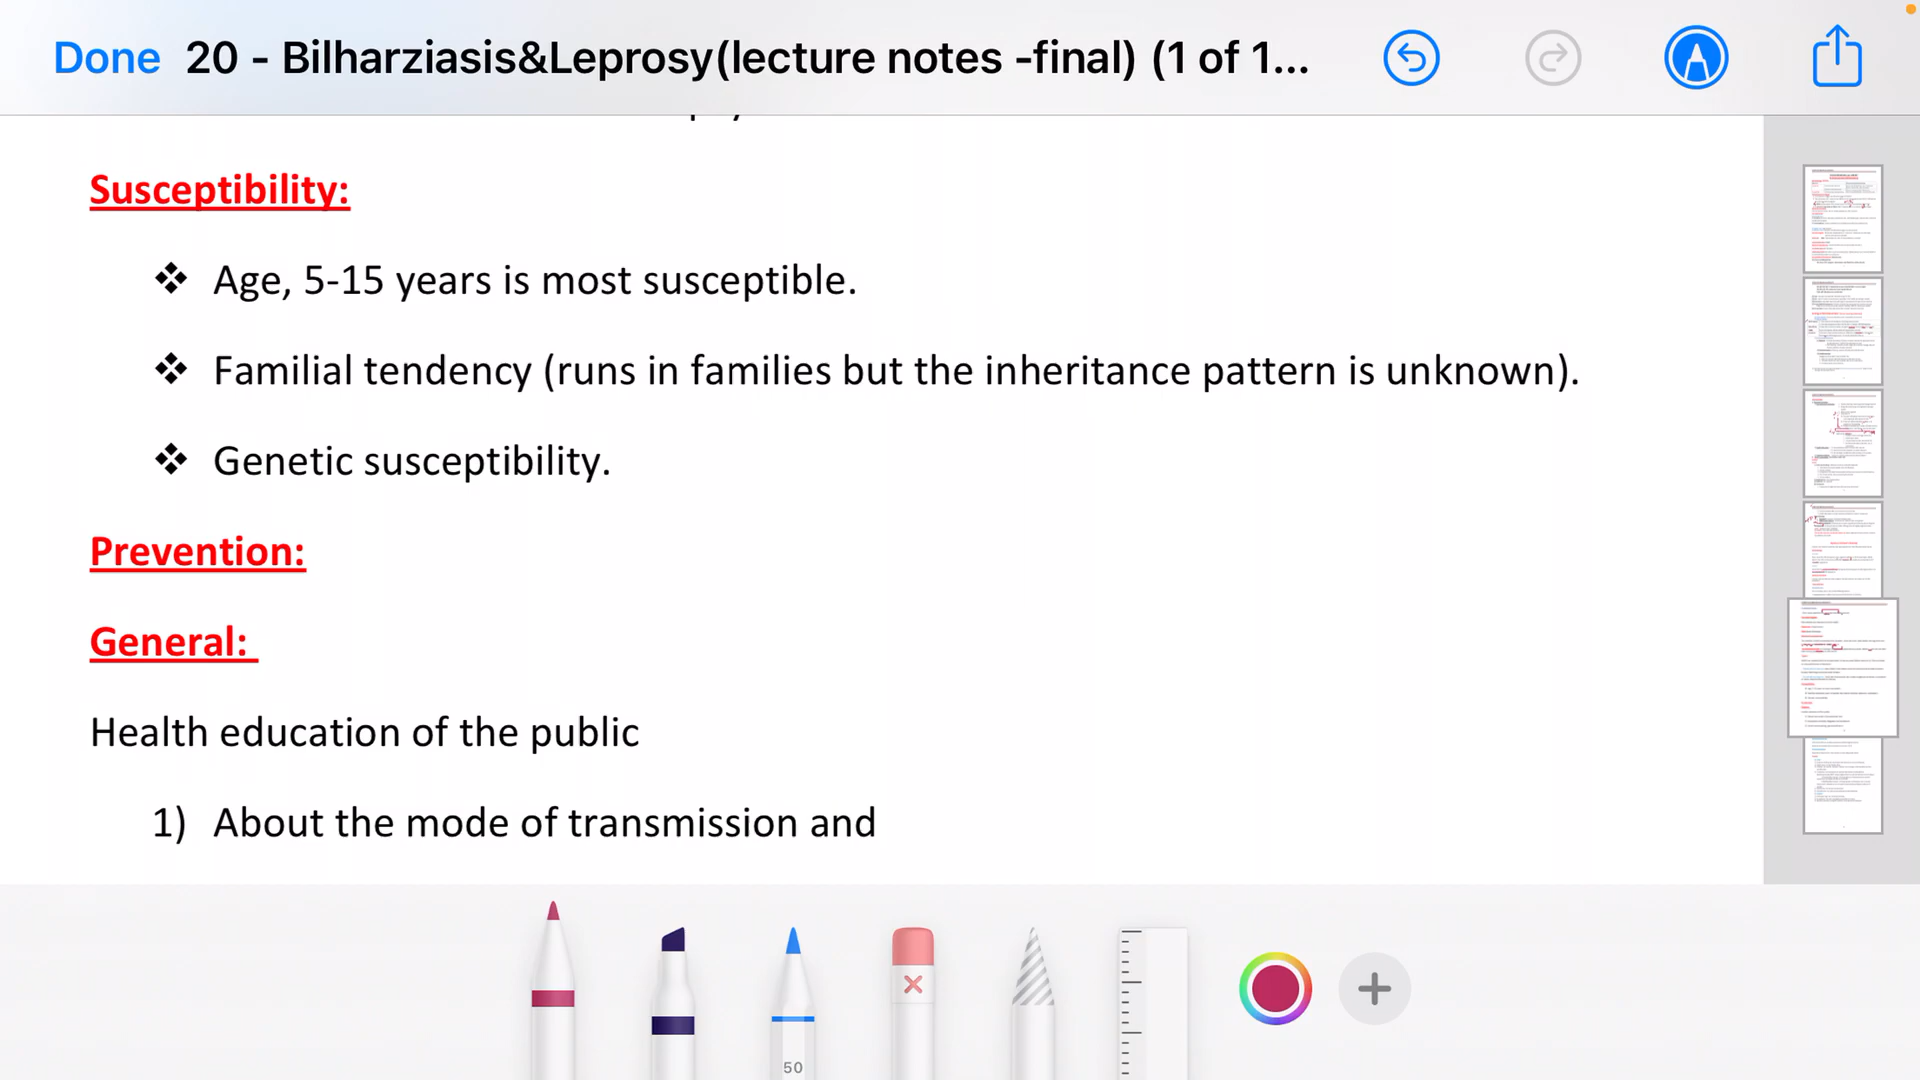 Done 20 - Bilharziasis&Leprosy(lecture notes -final) (1 of 1...
Susceptibility:
❖ Age, 5-15 years is most susceptible.
❖ Familial tendency (runs in families but the inheritance pattern is unknown).
❖ Genetic susceptibility.
Prevention:
General:
Health education of the public
1) About the mode of transmission and
50